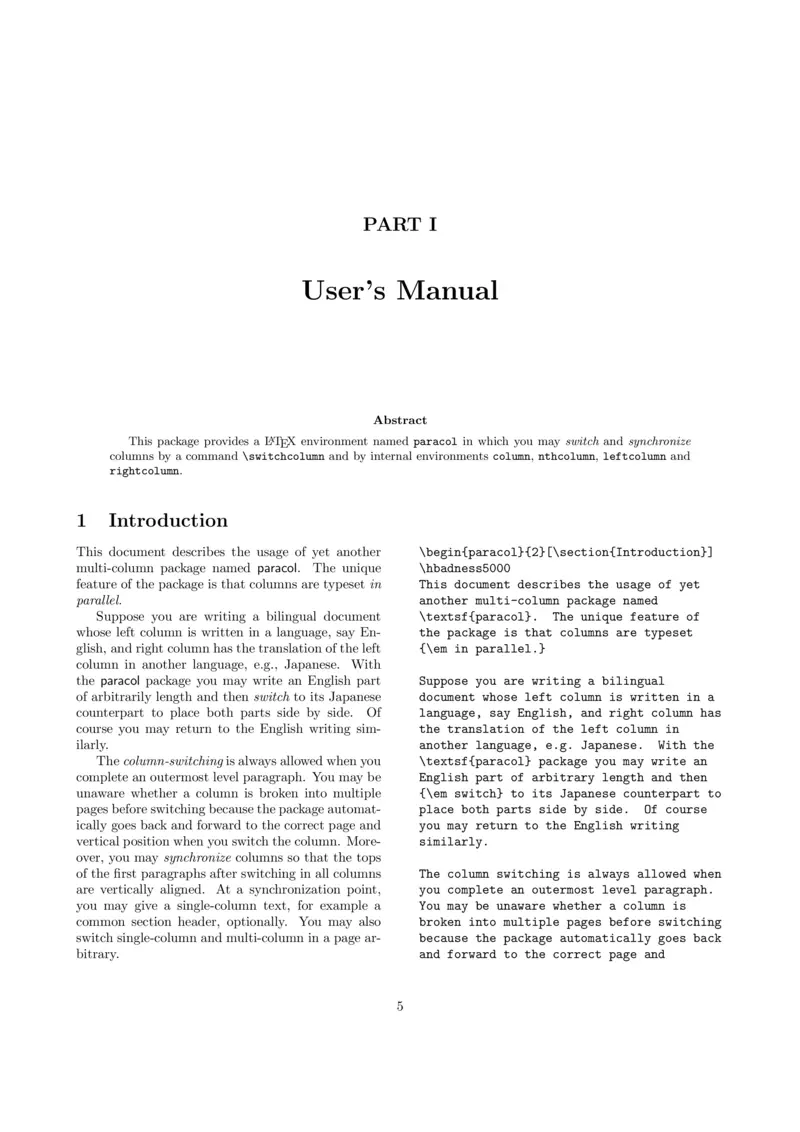 PART I
User's Manual
Abstract
This package provides a LATEX environment named paracol in which you may switch and synchronize
columns by a command \switchcolumn and by internal environments column, nthcolumn, leftcolumn and
rightcolumn.
1 Introduction
This document describes the usage of yet another
multi-column package named paracol. The unique
feature of the package is that columns are typeset in
parallel.
Suppose you are writing a bilingual document
whose left column is written in a language, say En-
glish, and right column has the translation of the left
column in another language, e.g., Japanese. With
the paracol package you may write an English part
of arbitrarily length and then switch to its Japanese
counterpart to place both parts side by side. Of
course you may return to the English writing sim-
ilarly.
The column-switching is always allowed when you
complete an outermost level paragraph. You may be
unaware whether a column is broken into multiple
pages before switching because the package automat-
ically goes back and forward to the correct page and
vertical position when you switch the column. More-
over, you may synchronize columns so that the tops
of the first paragraphs after switching in all columns
are vertically aligned. At a synchronization point,
you may give a single-column text, for example a
common section header, optionally. You may also
switch single-column and multi-column in a page ar-
bitrary.
\begin{paracol}{2}[\section{Introduction}]
\hbadness5000
This document describes the usage of yet
another multi-column package named
\textsf{paracol}. The unique feature of
the package is that columns are typeset
{\em in parallel.}
Suppose you are writing a bilingual
document whose left column is written in a
language, say English, and right column has
the translation of the left column in
another language, e.g. Japanese. With the
\textsf{paracol} package you may write an
English part of arbitrary length and then
{\em switch} to its Japanese counterpart to
place both parts side by side. Of course
you may return to the English writing
similarly.
The column switching is always allowed when
you complete an outermost level paragraph.
You may be unaware whether a column is
broken into multiple pages before switching
because the package automatically goes back
and forward to the correct page and
5